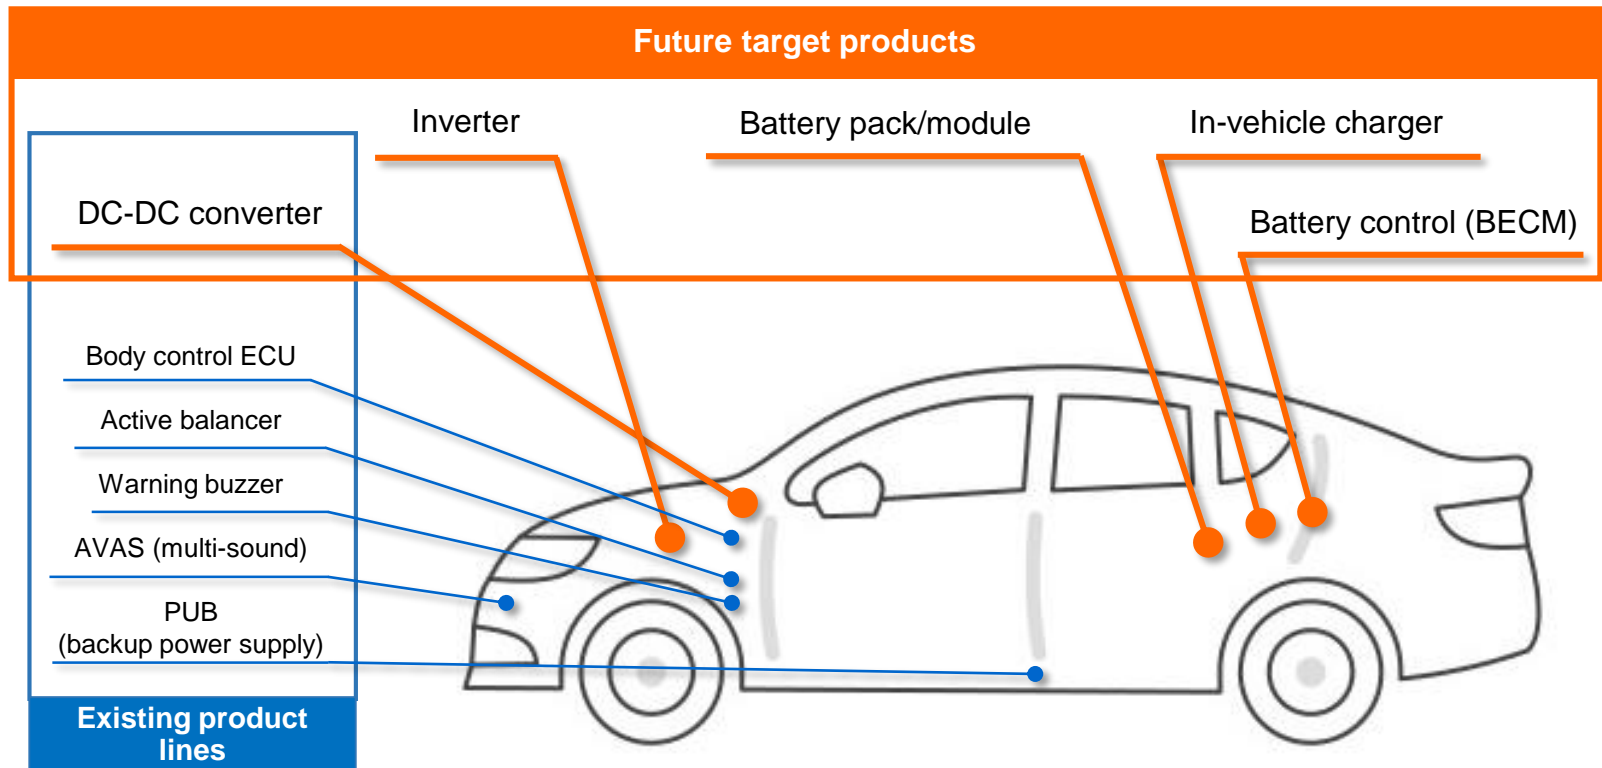 Future target products
Inverter
Battery pack/module
In-vehicle charger
DC-DC converter
Battery control (BECM)
Body control ECU
Active balancer
Warning buzzer
AVAS (multi-sound)
PUB
(backup power supply)
Existing product
lines